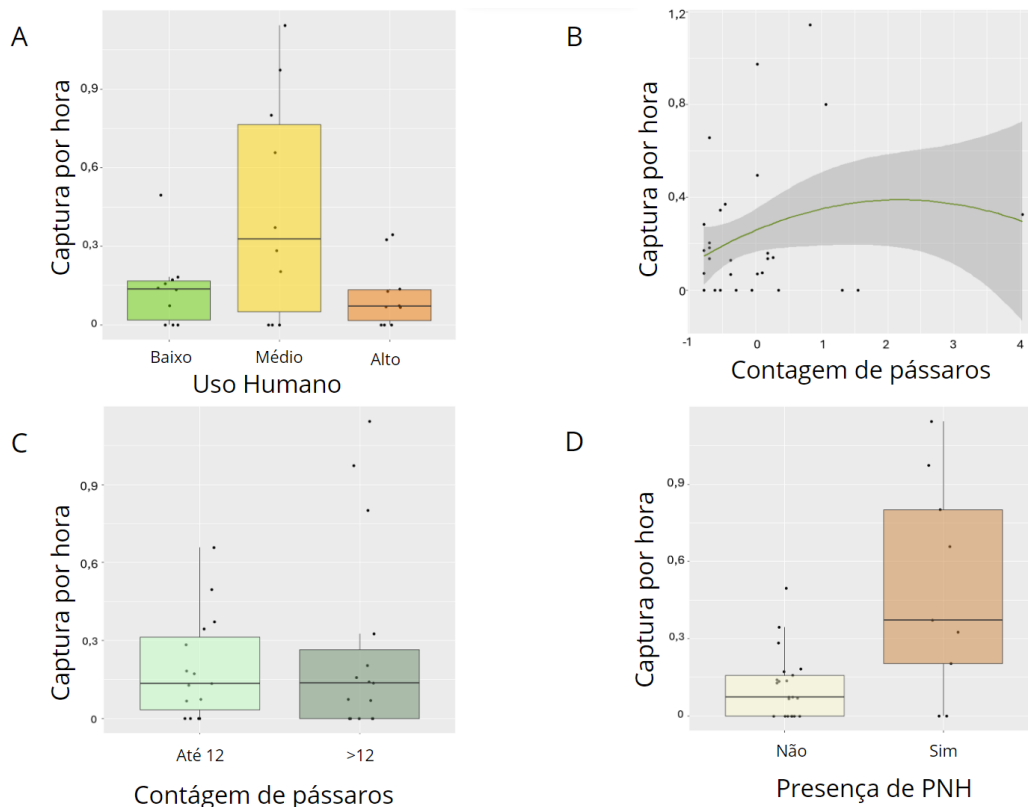 A
Captura por hora
0,9
0,6
0,3
0
Baixo
Médio
Alto
Uso Humano
B
Captura por hora
1,2
0,8
0,4
0
-1
0
1
2
3
4
Contagem de pássaros
C
Captura por hora
0,9
0,6
0,3
0
Até 12
>12
Contágem de pássaros
D
Captura por hora
0,9
0,6
0,3
0
Não
Sim
Presença de PNH